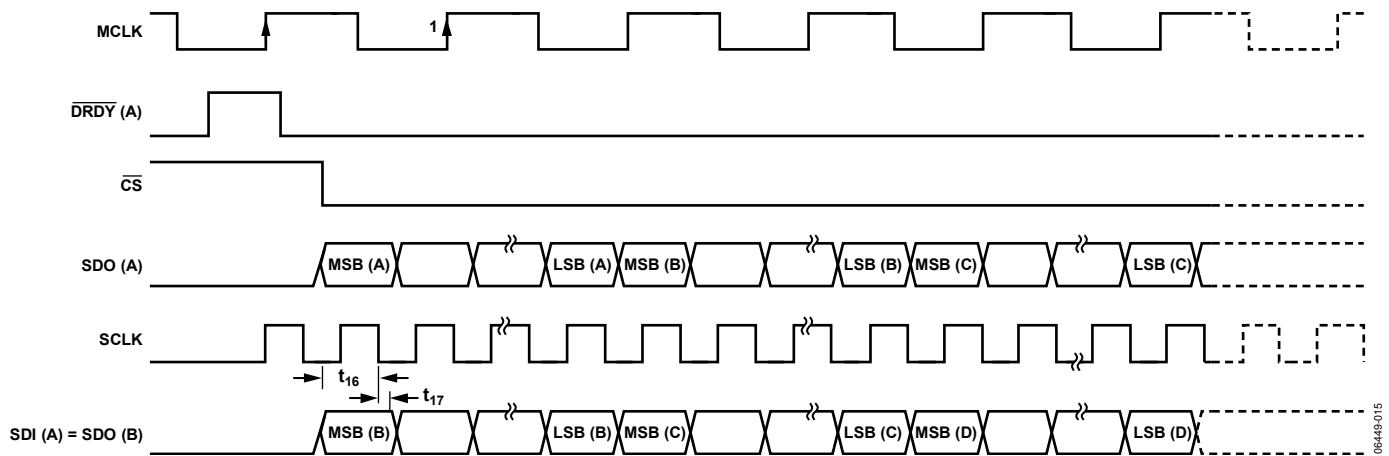 MCLK
1
DRDY (A)
CS
SDO (A)
MSB (A)
LSB (A)
MSB (B)
LSB (B)
MSB (C)
LSB (C)
SCLK
t16
t17
SDI (A) = SDO (B)
MSB (B)
LSB (B)
MSB (C)
LSB (C)
MSB (D)
LSB (D)
06449-015